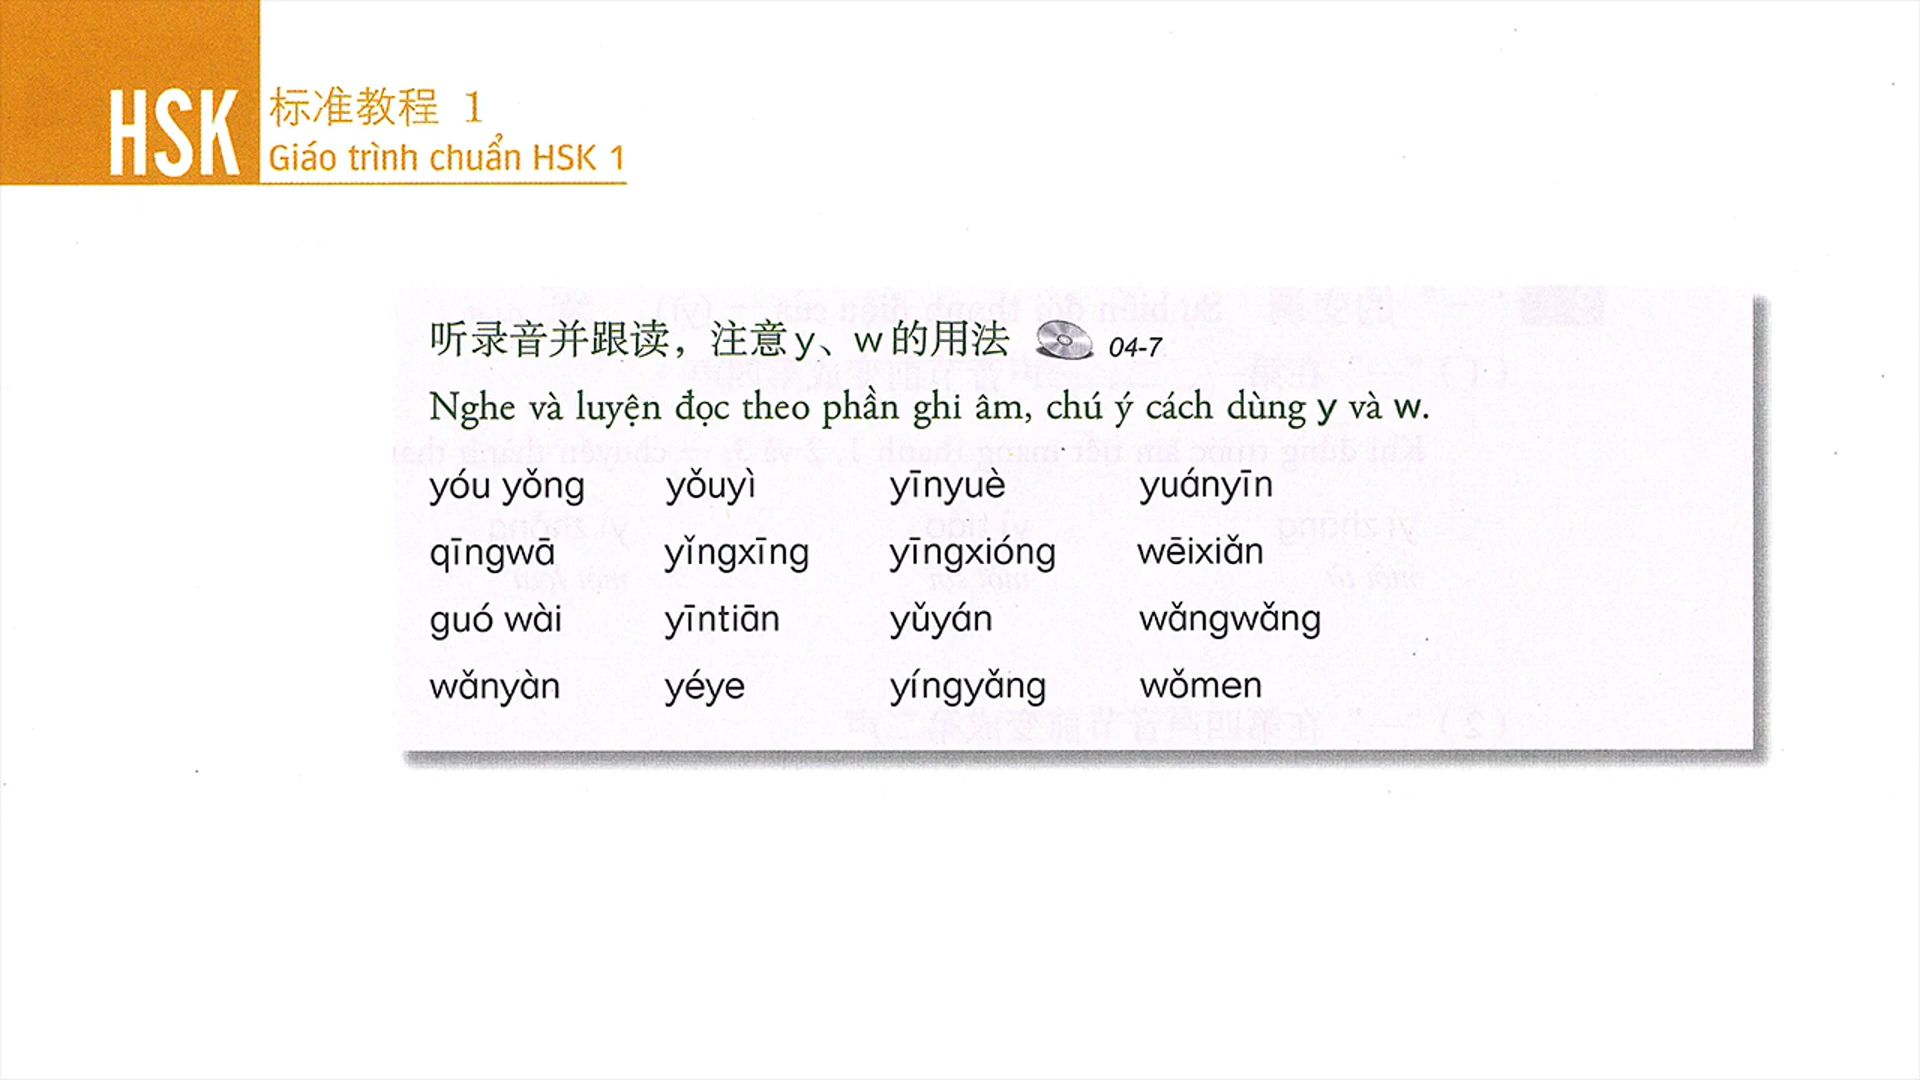 HSK 标准教程 1
Giáo trình chuẩn HSK 1
听录音并跟读，注意y、w的用法 04-7
Nghe và luyện đọc theo phần ghi âm, chú ý cách dùng y và w.
yóu yǒng yǒuyì yīnyuè yuányīn
qīngwā yǐngxīng yīngxióng wēixiǎn
guó wài yīntiān yǔyán wǎngwǎng
wǎnyàn yéye yíngyǎng wǒmen